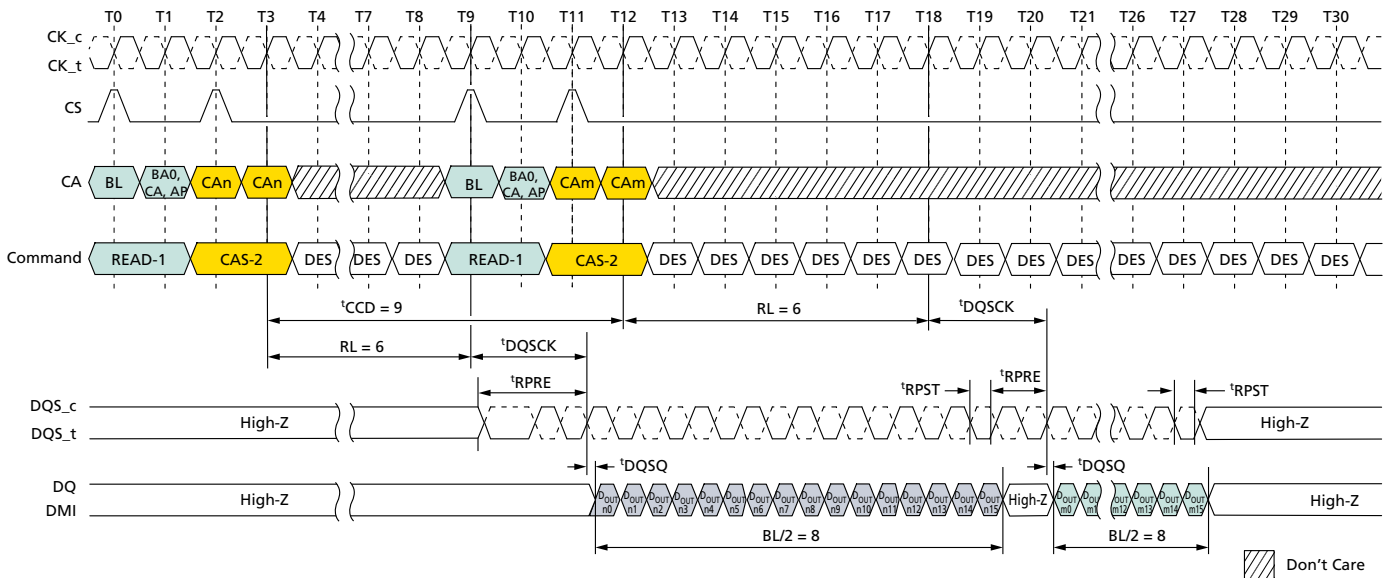 T0 T1 T2 T3 T4 T7 T8 T9 T10 T11 T12 T13 T14 T15 T16 T17 T18 T19 T20 T21 T26 T27 T28 T29 T30
CK_c
CK_t
CS
CA BL BA0, CA, AP CAn CAn BL BA0, CA, AP CAm CAm
Command READ-1 CAS-2 DES DES DES READ-1 CAS-2 DES DES DES DES DES DES DES DES DES DES DES DES DES DES
tCCD = 9 RL = 6 tDQSCK
RL = 6 tDQSCK
tRPRE tRPST tRPRE tRPST
DQS_c
DQS_t
High-Z High-Z
tDQSQ tDQSQ
DQ
DMI
High-Z DOUT n0 DOUT n1 DOUT n2 DOUT n3 DOUT n4 DOUT n5 DOUT n6 DOUT n7 DOUT n8 DOUT n9 DOUT n10 DOUT n11 DOUT n12 DOUT n13 DOUT n14 DOUT n15 High-Z DOUT m0 DOUT m1 DOUT m12 DOUT m13 DOUT m14 DOUT m15 High-Z
BL/2 = 8 BL/2 = 8
Don't Care